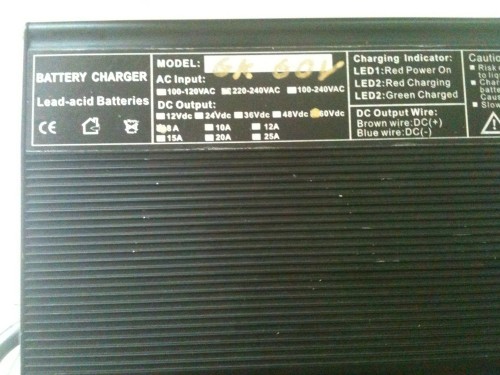 BATTERY CHARGER
Lead-acid Batteries
CE
MODEL: GK 60V
AC Input:
100-120VAC 220-240VAC 100-240VAC
DC Output:
12Vdc 24Vdc 36Vdc 48Vdc 60Vdc
8A 10A 12A
15A 20A 25A
Charging Indicator:
LED1:Red Power On
LED2:Red Charging
LED2:Green Charged
DC Output Wire:
Brown wire:DC(+)
Blue wire:DC(-)
Risk
to